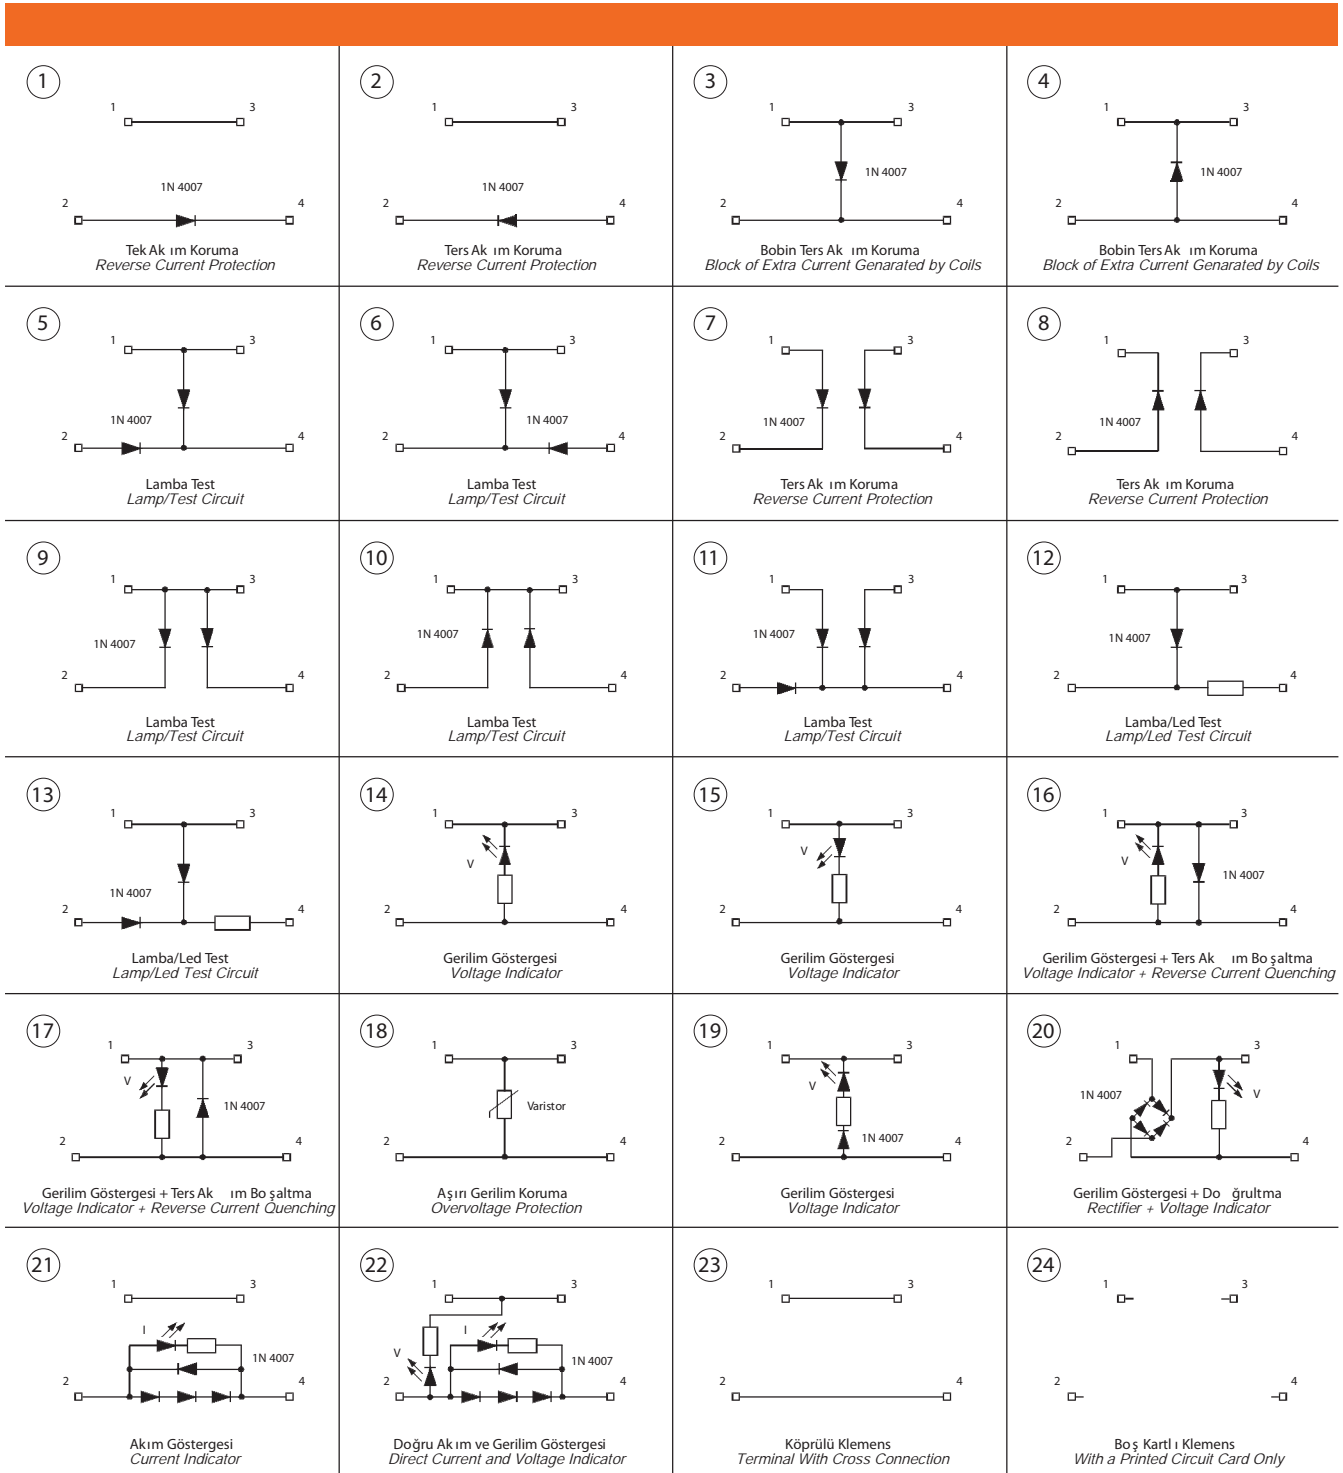 1
1
3
1N 4007
2
4
Tek Ak ım Koruma
Reverse Current Protection
2
1
3
1N 4007
2
4
Ters Ak ım Koruma
Reverse Current Protection
3
1
3
1N 4007
2
4
Bobin Ters Ak ım Koruma
Block of Extra Current Genarated by Coils
4
1
3
1N 4007
2
4
Bobin Ters Ak ım Koruma
Block of Extra Current Genarated by Coils
5
1
3
1N 4007
2
4
Lamba Test
Lamp/Test Circuit
6
1
3
1N 4007
2
4
Lamba Test
Lamp/Test Circuit
7
1
3
1N 4007
2
4
Ters Ak ım Koruma
Reverse Current Protection
8
1
3
1N 4007
2
4
Ters Ak ım Koruma
Reverse Current Protection
9
1
3
1N 4007
2
4
Lamba Test
Lamp/Test Circuit
10
1
3
1N 4007
2
4
Lamba Test
Lamp/Test Circuit
11
1
3
1N 4007
2
4
Lamba Test
Lamp/Test Circuit
12
1
3
1N 4007
2
4
Lamba/Led Test
Lamp/Led Test Circuit
13
1
3
1N 4007
2
4
Lamba/Led Test
Lamp/Led Test Circuit
14
1
3
V
2
4
Gerilim Göstergesi
Voltage Indicator
15
1
3
V
2
4
Gerilim Göstergesi
Voltage Indicator
16
1
3
V
1N 4007
2
4
Gerilim Göstergesi + Ters Ak ım Bo şaltma
Voltage Indicator + Reverse Current Quenching
17
1
3
V
1N 4007
2
4
Gerilim Göstergesi + Ters Ak ım Bo şaltma
Voltage Indicator + Reverse Current Quenching
18
1
3
Varistor
2
4
Aşırı Gerilim Koruma
Overvoltage Protection
19
1
3
V
1N 4007
2
4
Gerilim Göstergesi
Voltage Indicator
20
1
3
1N 4007
V
2
4
Gerilim Göstergesi + Do ğrultma
Rectifier + Voltage Indicator
21
1
3
I
1N 4007
2
4
Akım Göstergesi
Current Indicator
22
1
3
I
V
1N 4007
2
4
Doğru Akım ve Gerilim Göstergesi
Direct Current and Voltage Indicator
23
1
3
2
4
Köprülü Klemens
Terminal With Cross Connection
24
1
3
2
4
Boş Kartlı Klemens
With a Printed Circuit Card Only